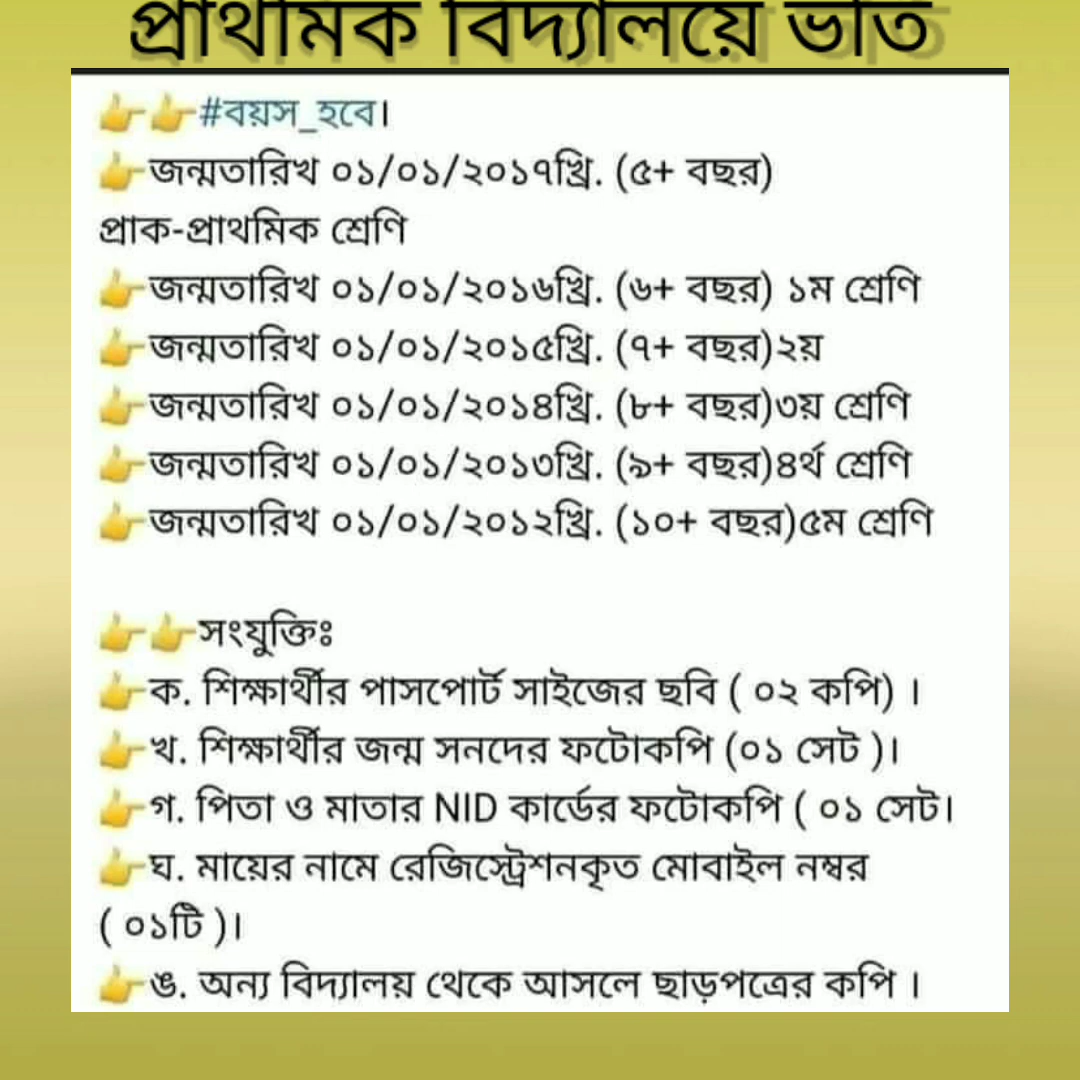 প্রাথমিক বিদ্যালয়ে ভর্তি
👉👉#বয়স_হবে।
👉জন্মতারিখ ০১/০১/২০১৭খ্রি. (৫+ বছর)
প্রাক-প্রাথমিক শ্রেণি
👉জন্মতারিখ ০১/০১/২০১৬খ্রি. (৬+ বছর) ১ম শ্রেণি
👉জন্মতারিখ ০১/০১/২০১৫খ্রি. (৭+ বছর)২য়
👉জন্মতারিখ ০১/০১/২০১৪খ্রি. (৮+ বছর)৩য় শ্রেণি
👉জন্মতারিখ ০১/০১/২০১৩খ্রি. (৯+ বছর)৪র্থ শ্রেণি
👉জন্মতারিখ ০১/০১/২০১২খ্রি. (১০+ বছর)৫ম শ্রেণি
👉👉সংযুক্তিঃ
👉ক. শিক্ষার্থীর পাসপোর্ট সাইজের ছবি ( ০২ কপি) ।
👉খ. শিক্ষার্থীর জন্ম সনদের ফটোকপি (০১ সেট )।
👉গ. পিতা ও মাতার NID কার্ডের ফটোকপি ( ০১ সেট।
👉ঘ. মায়ের নামে রেজিস্ট্রেশনকৃত মোবাইল নম্বর
( ০১টি )।
👉ঙ. অন্য বিদ্যালয় থেকে আসলে ছাড়পত্রের কপি ।